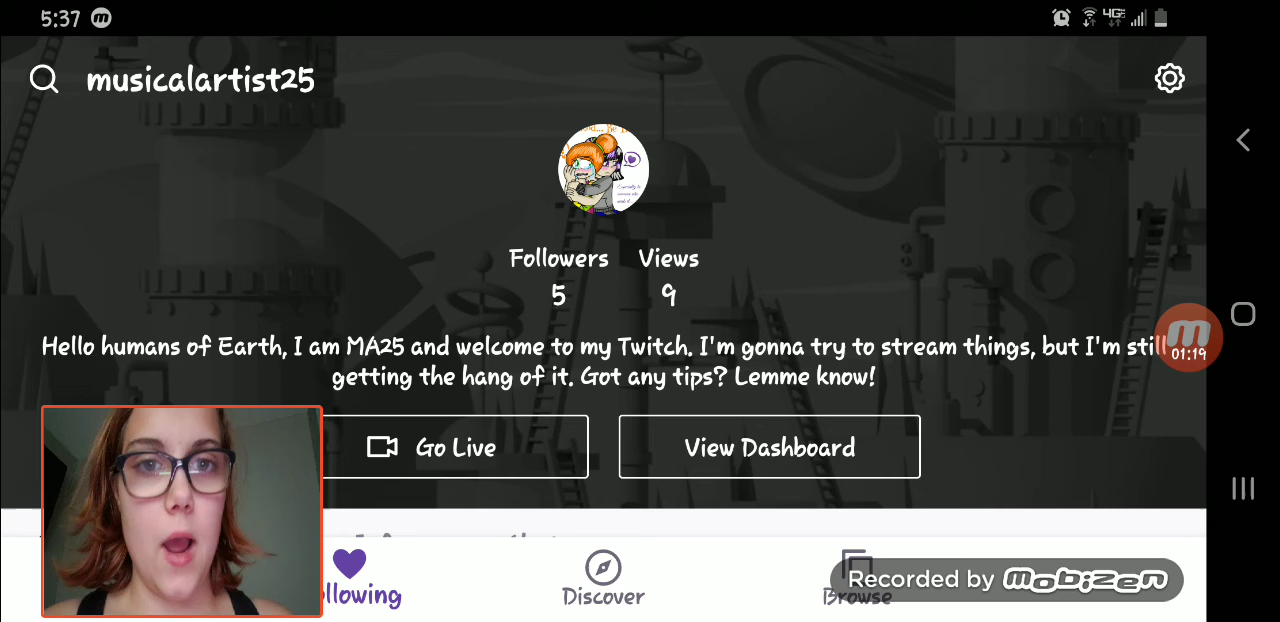 5:37
4GE
musicalartist25
Followers Views
5 9
Hello humans of Earth, I am MA25 and welcome to my Twitch. I'm gonna try to stream things, but I'm still
getting the hang of it. Got any tips? Lemme know!
01:19
Go Live
View Dashboard
llowing
Discover
Browse
Recorded by mobizen